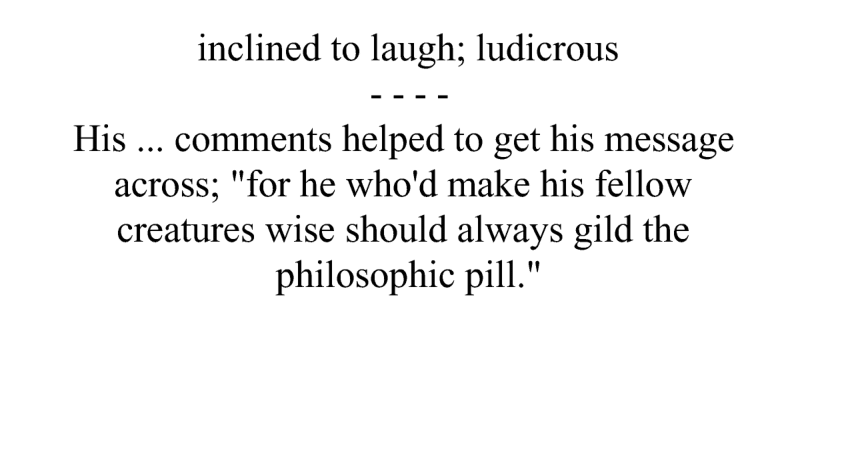 inclined to laugh; ludicrous
- - - -
His ... comments helped to get his message
across; "for he who'd make his fellow
creatures wise should always gild the
philosophic pill."